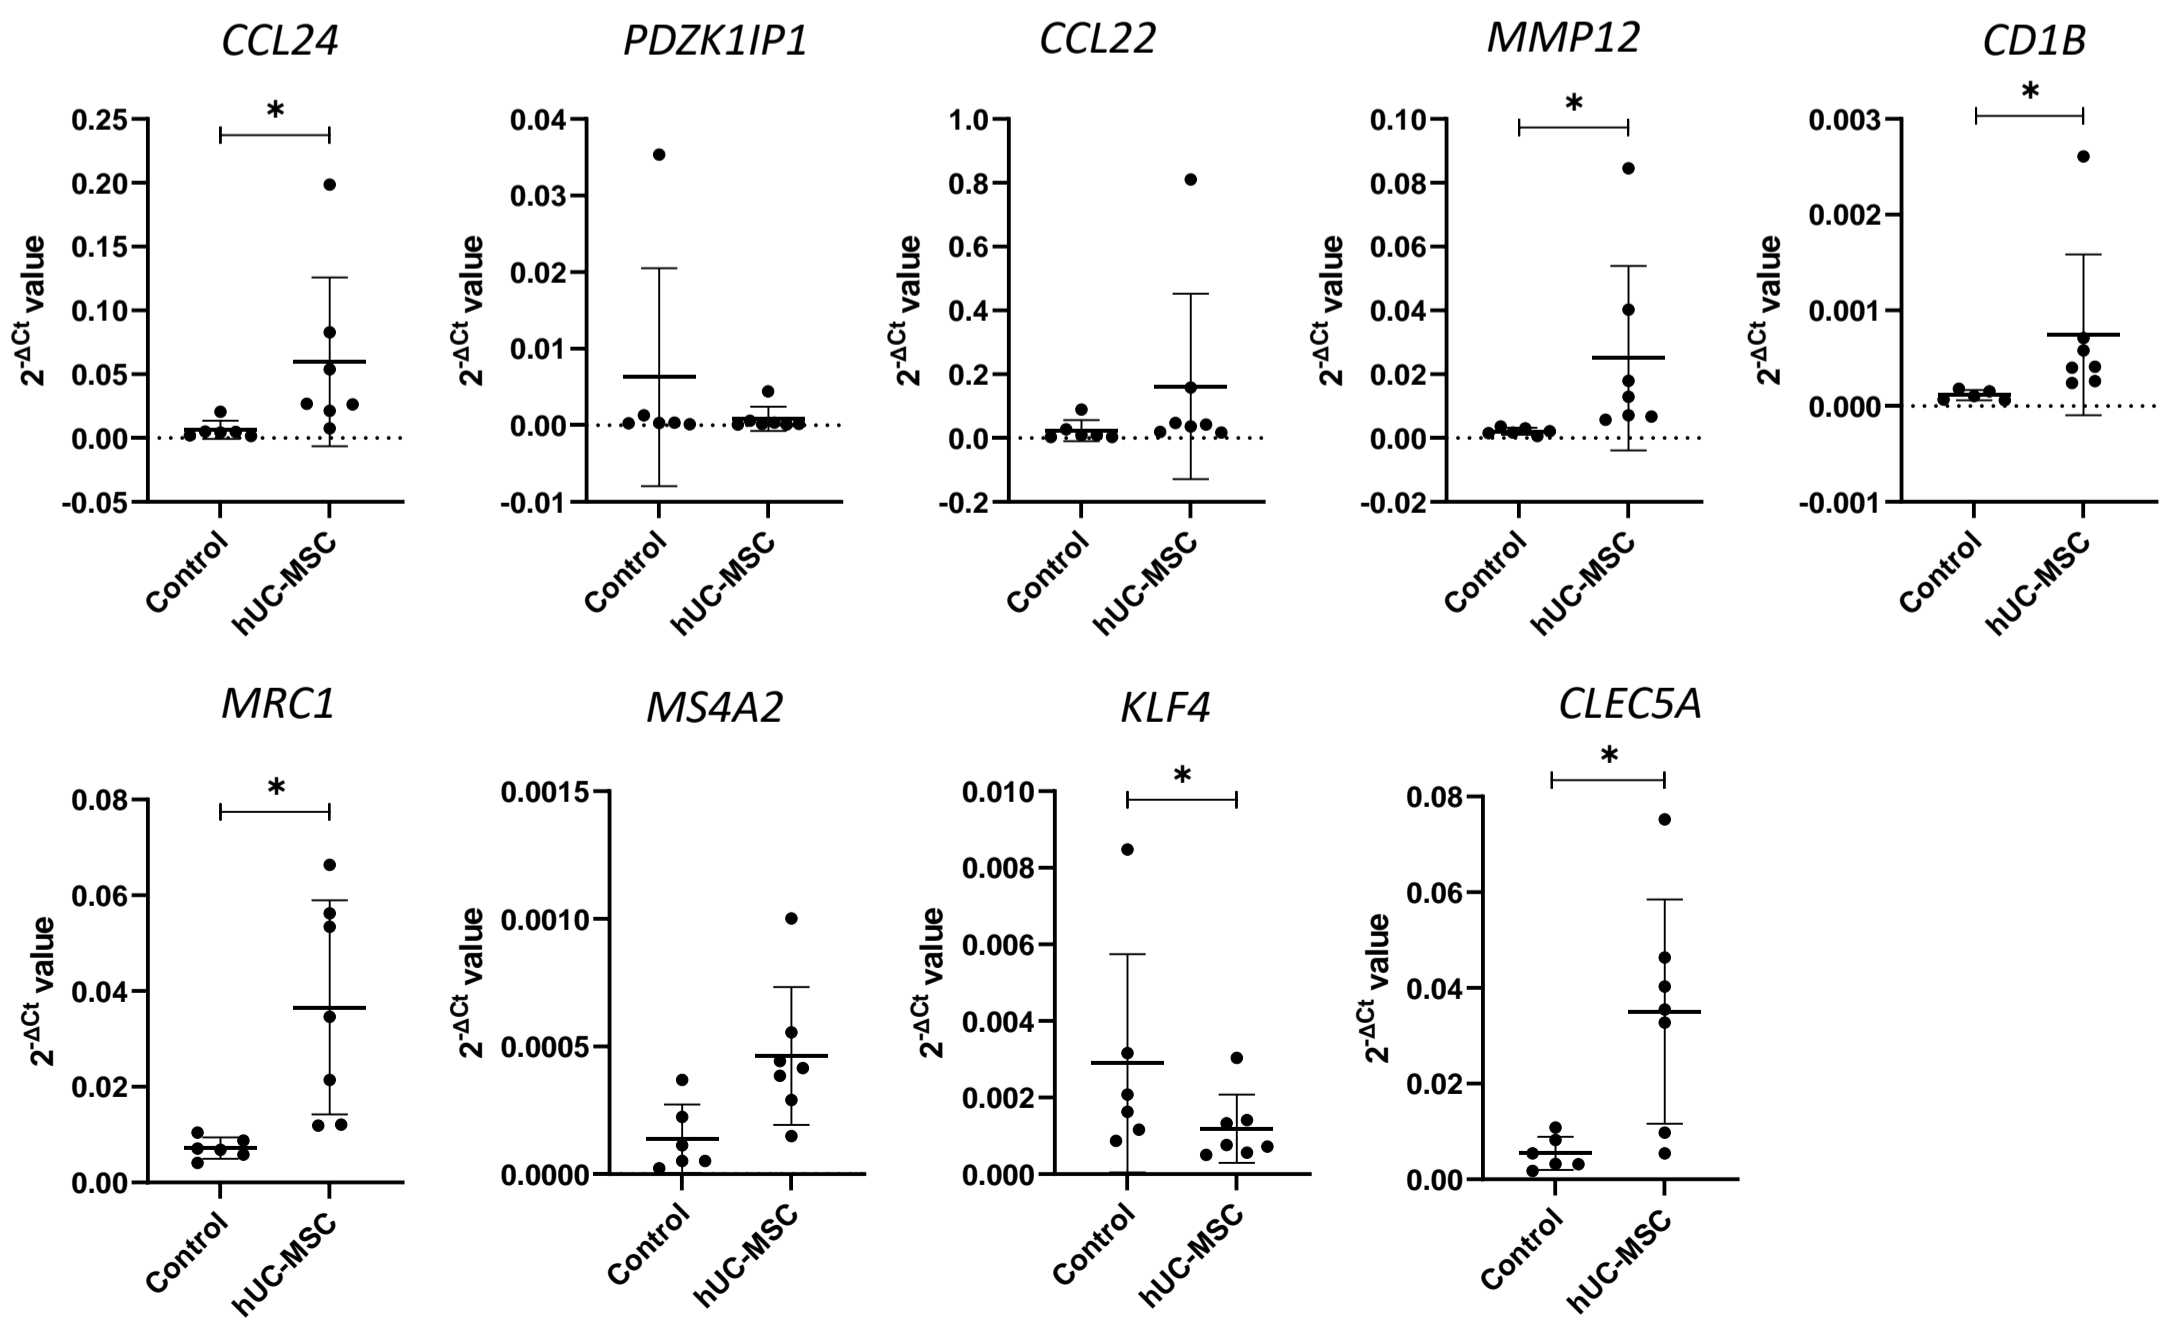 CCL24
*
2-ΔCt value
0.25
0.20
0.15
0.10
0.05
0.00
-0.05
Control
hUC-MSC
PDZK1IP1
2-ΔCt value
0.04
0.03
0.02
0.01
0.00
-0.01
Control
hUC-MSC
CCL22
2-ΔCt value
1.0
0.8
0.6
0.4
0.2
0.0
-0.2
Control
hUC-MSC
MMP12
*
2-ΔCt value
0.10
0.08
0.06
0.04
0.02
0.00
-0.02
Control
hUC-MSC
CD1B
*
2-ΔCt value
0.003
0.002
0.001
0.000
-0.001
Control
hUC-MSC
MRC1
*
2-ΔCt value
0.08
0.06
0.04
0.02
0.00
Control
hUC-MSC
MS4A2
2-ΔCt value
0.0015
0.0010
0.0005
0.0000
Control
hUC-MSC
KLF4
*
2-ΔCt value
0.010
0.008
0.006
0.004
0.002
0.000
Control
hUC-MSC
CLEC5A
*
2-ΔCt value
0.08
0.06
0.04
0.02
0.00
Control
hUC-MSC